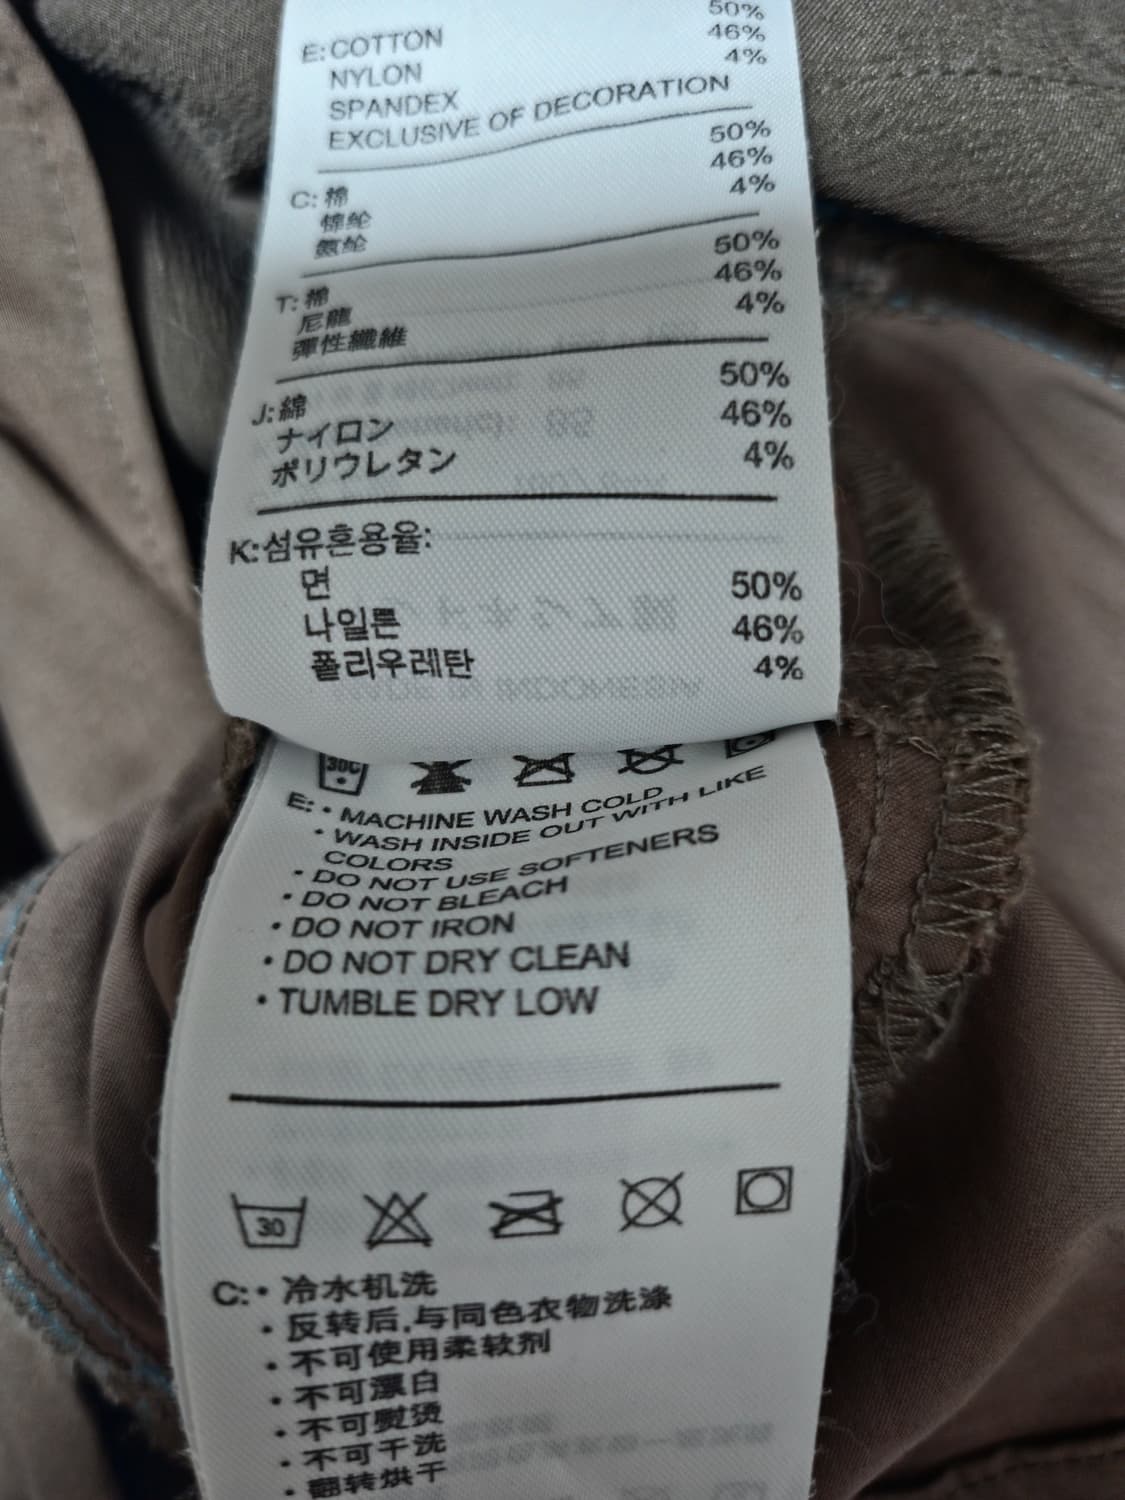 50%
E: COTTON 46%
NYLON 4%
SPANDEX
EXCLUSIVE OF DECORATION
50%
C: 棉 46%
锦纶 4%
氨纶
50%
T: 棉 46%
尼龍 4%
彈性纖維
50%
J: 綿 46%
ナイロン 4%
ポリウレタン
K: 섬유혼용율:
면 50%
나일론 46%
폴리우레탄 4%
30C
E: • MACHINE WASH COLD
• WASH INSIDE OUT WITH LIKE
COLORS
• DO NOT USE SOFTENERS
• DO NOT BLEACH
• DO NOT IRON
• DO NOT DRY CLEAN
• TUMBLE DRY LOW
30
C: • 冷水机洗
• 反转后,与同色衣物洗涤
• 不可使用柔软剂
• 不可漂白
• 不可熨烫
• 不可干洗
• 翻转烘干